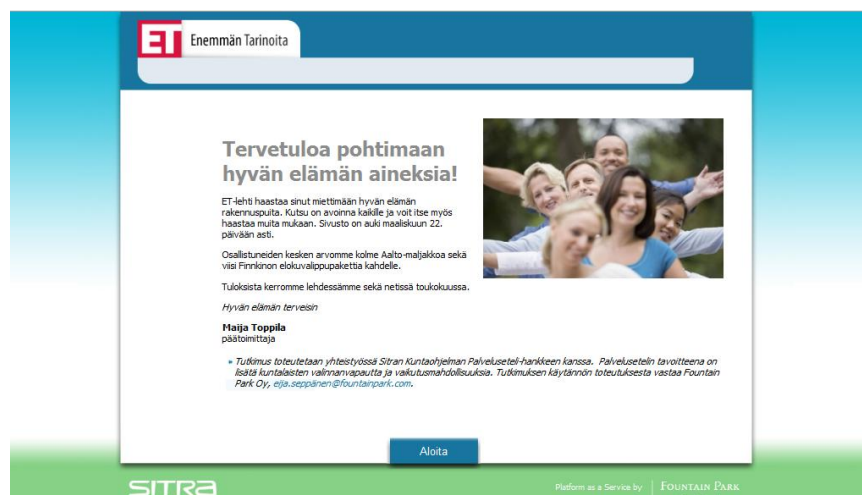 ET Enemmän Tarinoita
Tervetuloa pohtimaan
hyvän elämän aineksia!
ET-lehti haastaa sinut miettimään hyvän elämän
rakennuspuita. Kutsu on avoinna kaikille ja voit itse myös
haastaa muita mukaan. Sivusto on auki maaliskuun 22.
päivään asti.
Osallistuneiden kesken arvomme kolme Aalto-maljakkoa sekä
viisi Finnkinon elokuvalippupakettia kahdelle.
Tuloksista kerromme lehdessämme sekä netissä toukokuussa.
Hyvän elämän terveisin
Maija Toppila
päätoimittaja
Tutkimus toteutetaan yhteistyössä Sitran Kuntaohjelman Palveluseteli-hankkeen kanssa. Palvelusetelin tavoitteena on
lisätä kuntalaisten valinnanvapautta ja vaikutusmahdollisuuksia. Tutkimuksen käytännön toteutuksesta vastaa Fountain
Park Oy, eija.seppänen@fountainpark.com.
Aloita
SITRA
Platform as a Service by | FOUNTAIN PARK